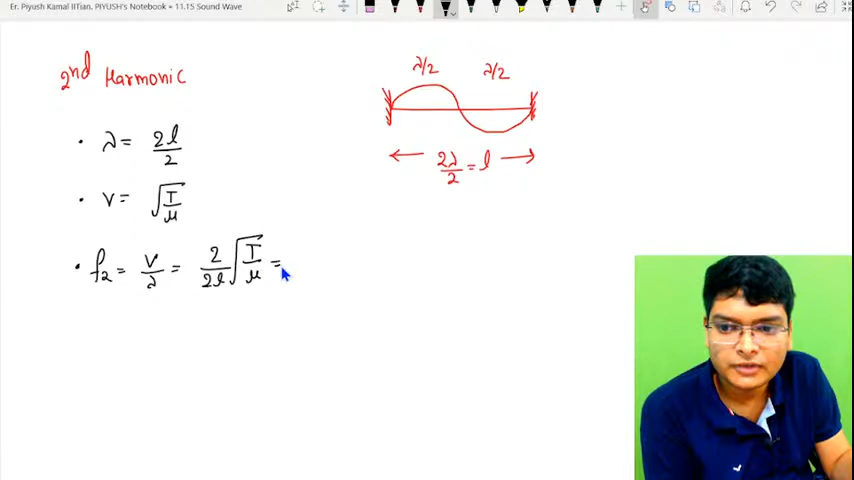 Er. Piyush Kamal IITian. PIYUSH's Notebook = 11.15 Sound Wave
2nd Harmonic
λ/2 λ/2
2λ/2 = l
• λ = 2l/2
• v = √(T/μ)
• f₂ = v/λ = 2/2l √(T/μ) =